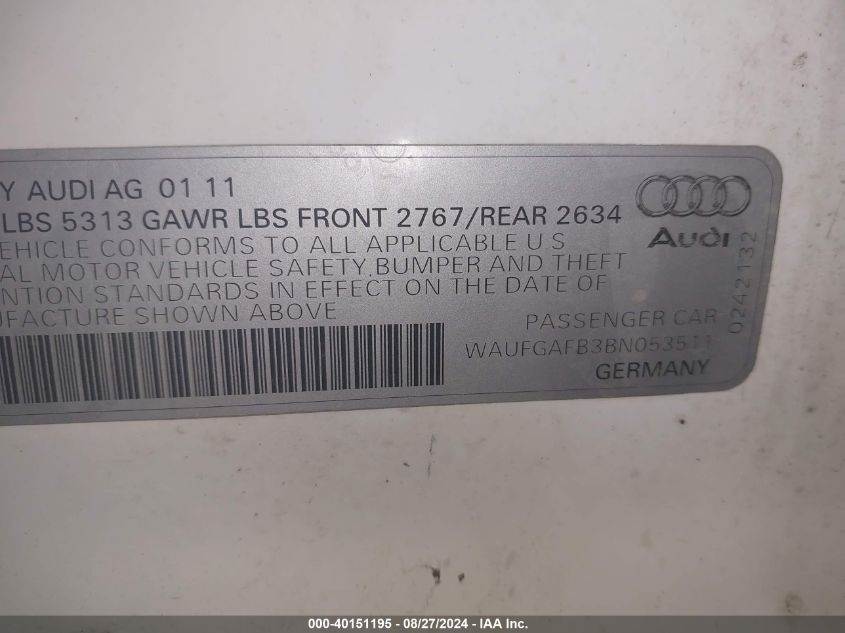 Y AUDI AG 01 11
LBS 5313 GAWR LBS FRONT 2767/REAR 2634
EHICLE CONFORMS TO ALL APPLICABLE U S
AL MOTOR VEHICLE SAFETY, BUMPER AND THEFT
NTION STANDARDS IN EFFECT ON THE DATE OF
UFACTURE SHOWN ABOVE
Audi
0242132
PASSENGER CAR
WAUFGAFB3BN053511
GERMANY
000-40151195 - 08/27/2024 - IAA Inc.